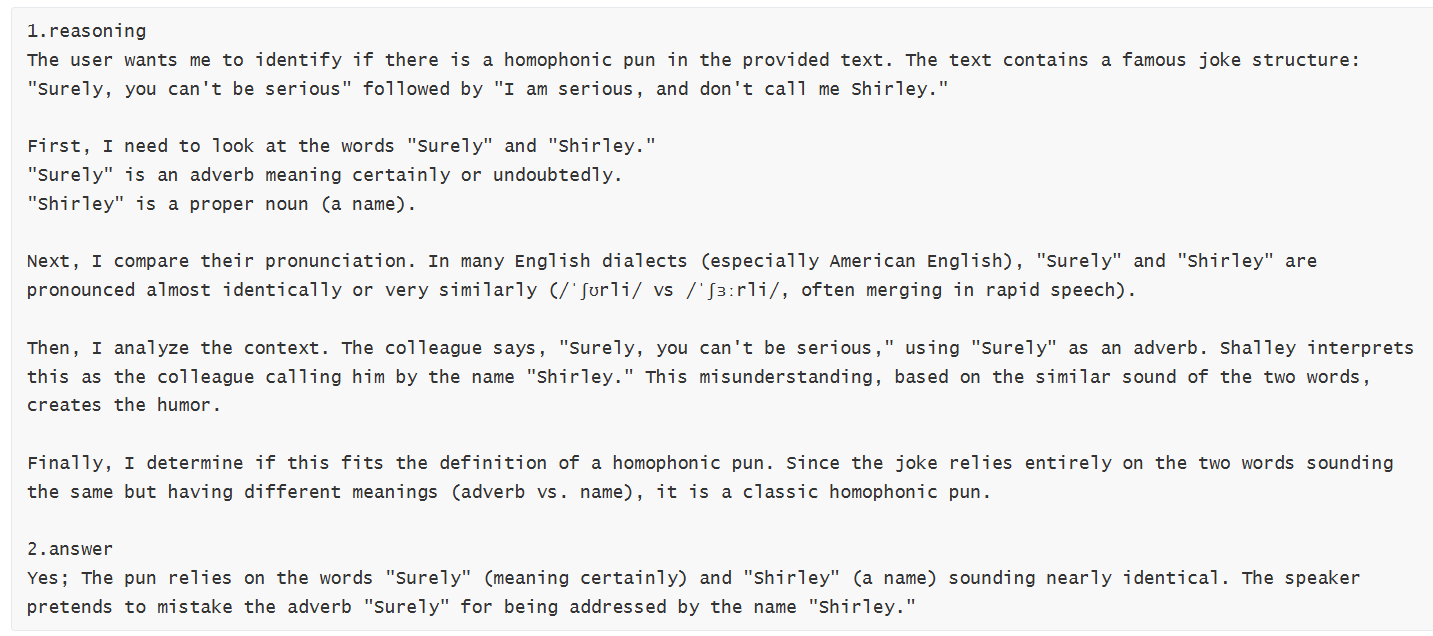 1.reasoning
The user wants me to identify if there is a homophonic pun in the provided text. The text contains a famous joke structure:
"Surely, you can't be serious" followed by "I am serious, and don't call me Shirley."
First, I need to look at the words "Surely" and "Shirley."
"Surely" is an adverb meaning certainly or undoubtedly.
"Shirley" is a proper noun (a name).
Next, I compare their pronunciation. In many English dialects (especially American English), "Surely" and "Shirley" are
pronounced almost identically or very similarly (/ˈʃʊrli/ vs /ˈʃɜːrli/, often merging in rapid speech).
Then, I analyze the context. The colleague says, "Surely, you can't be serious," using "Surely" as an adverb. Shalley interprets
this as the colleague calling him by the name "Shirley." This misunderstanding, based on the similar sound of the two words,
creates the humor.
Finally, I determine if this fits the definition of a homophonic pun. Since the joke relies entirely on the two words sounding
the same but having different meanings (adverb vs. name), it is a classic homophonic pun.
2.answer
Yes; The pun relies on the words "Surely" (meaning certainly) and "Shirley" (a name) sounding nearly identical. The speaker
pretends to mistake the adverb "Surely" for being addressed by the name "Shirley."